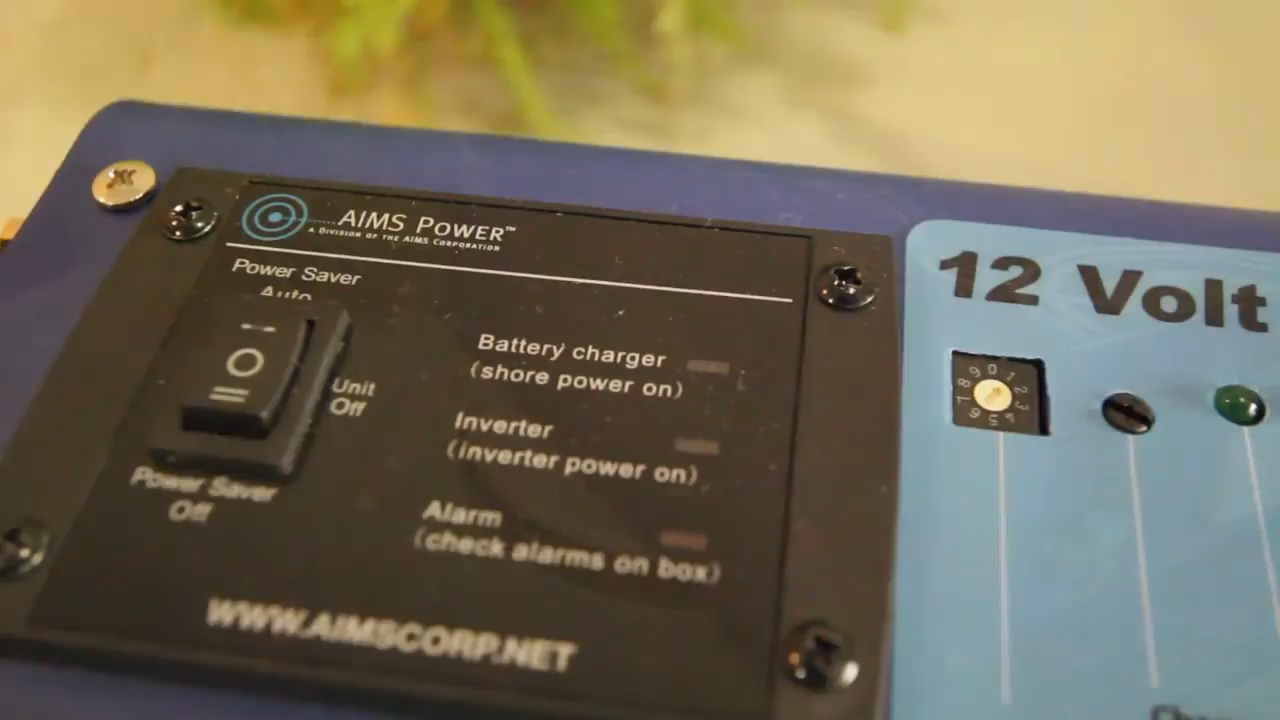 AIMS POWER™
A DIVISION OF THE AIMS CORPORATION
Power Saver
Auto
Unit
Off
Power Saver
Off
Battery charger
(shore power on)
Inverter
(inverter power on)
Alarm
(check alarms on box)
WWW.AIMSCORP.NET
12 Volt